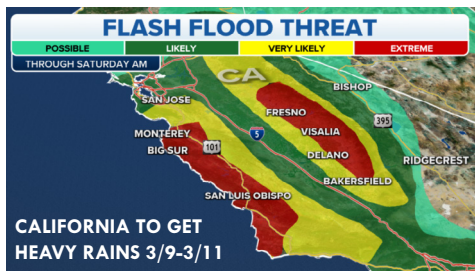 FLASH FLOOD THREAT
POSSIBLE
LIKELY
VERY LIKELY
EXTREME
THROUGH SATURDAY AM
CA
BISHOP
SAN JOSE
FRESNO
395
MONTEREY
5
VISALIA
101
BIG SUR
DELANO
RIDGECREST
BAKERSFIELD
SAN LUIS OBISPO
CALIFORNIA TO GET
HEAVY RAINS 3/9-3/11